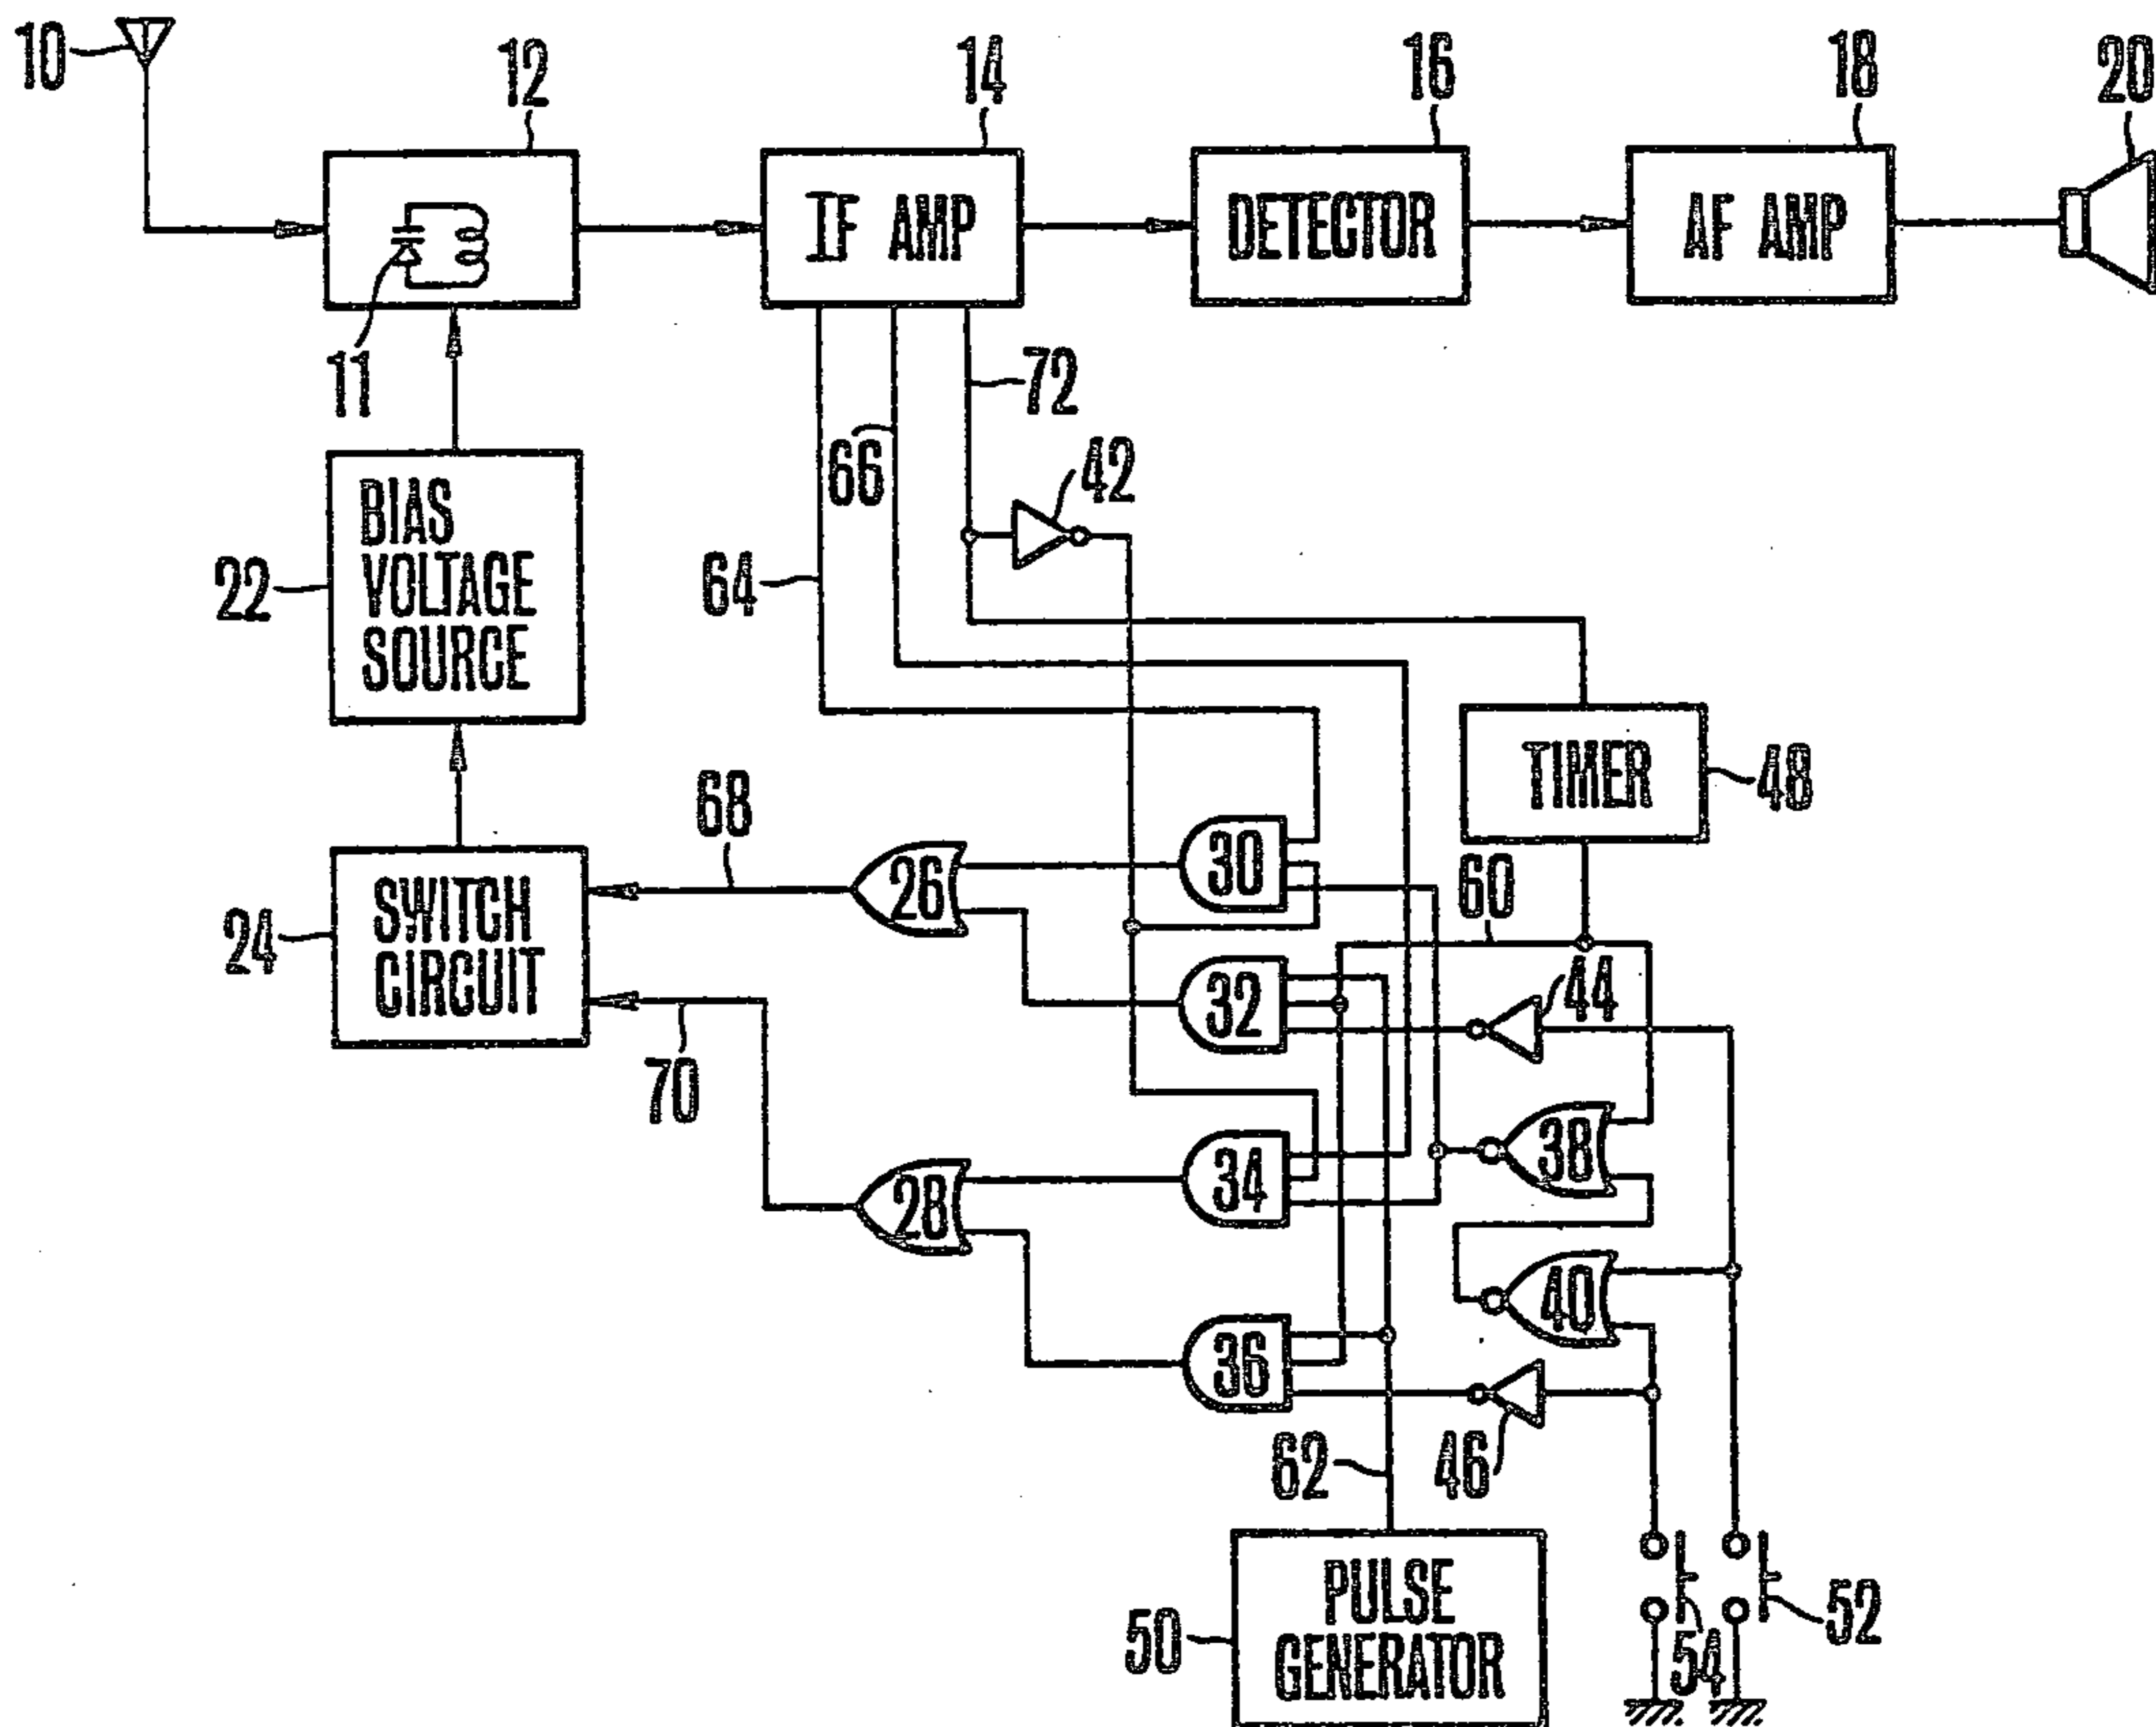 10
12
14
16
18
20
IF AMP
DETECTOR
AF AMP
11
72
66
42
BIAS
VOLTAGE
SOURCE
22
64
TIMER
48
68
60
30
26
24
SWITCH
CIRCUIT
32
44
70
38
34
28
40
36
62
46
50
PULSE
GENERATOR
54
52